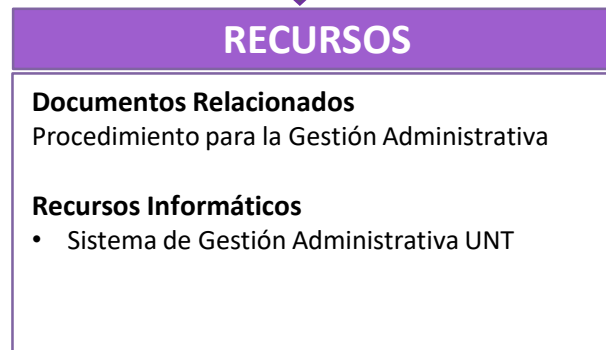 RECURSOS
Documentos Relacionados
Procedimiento para la Gestión Administrativa
Recursos Informáticos
• Sistema de Gestión Administrativa UNT